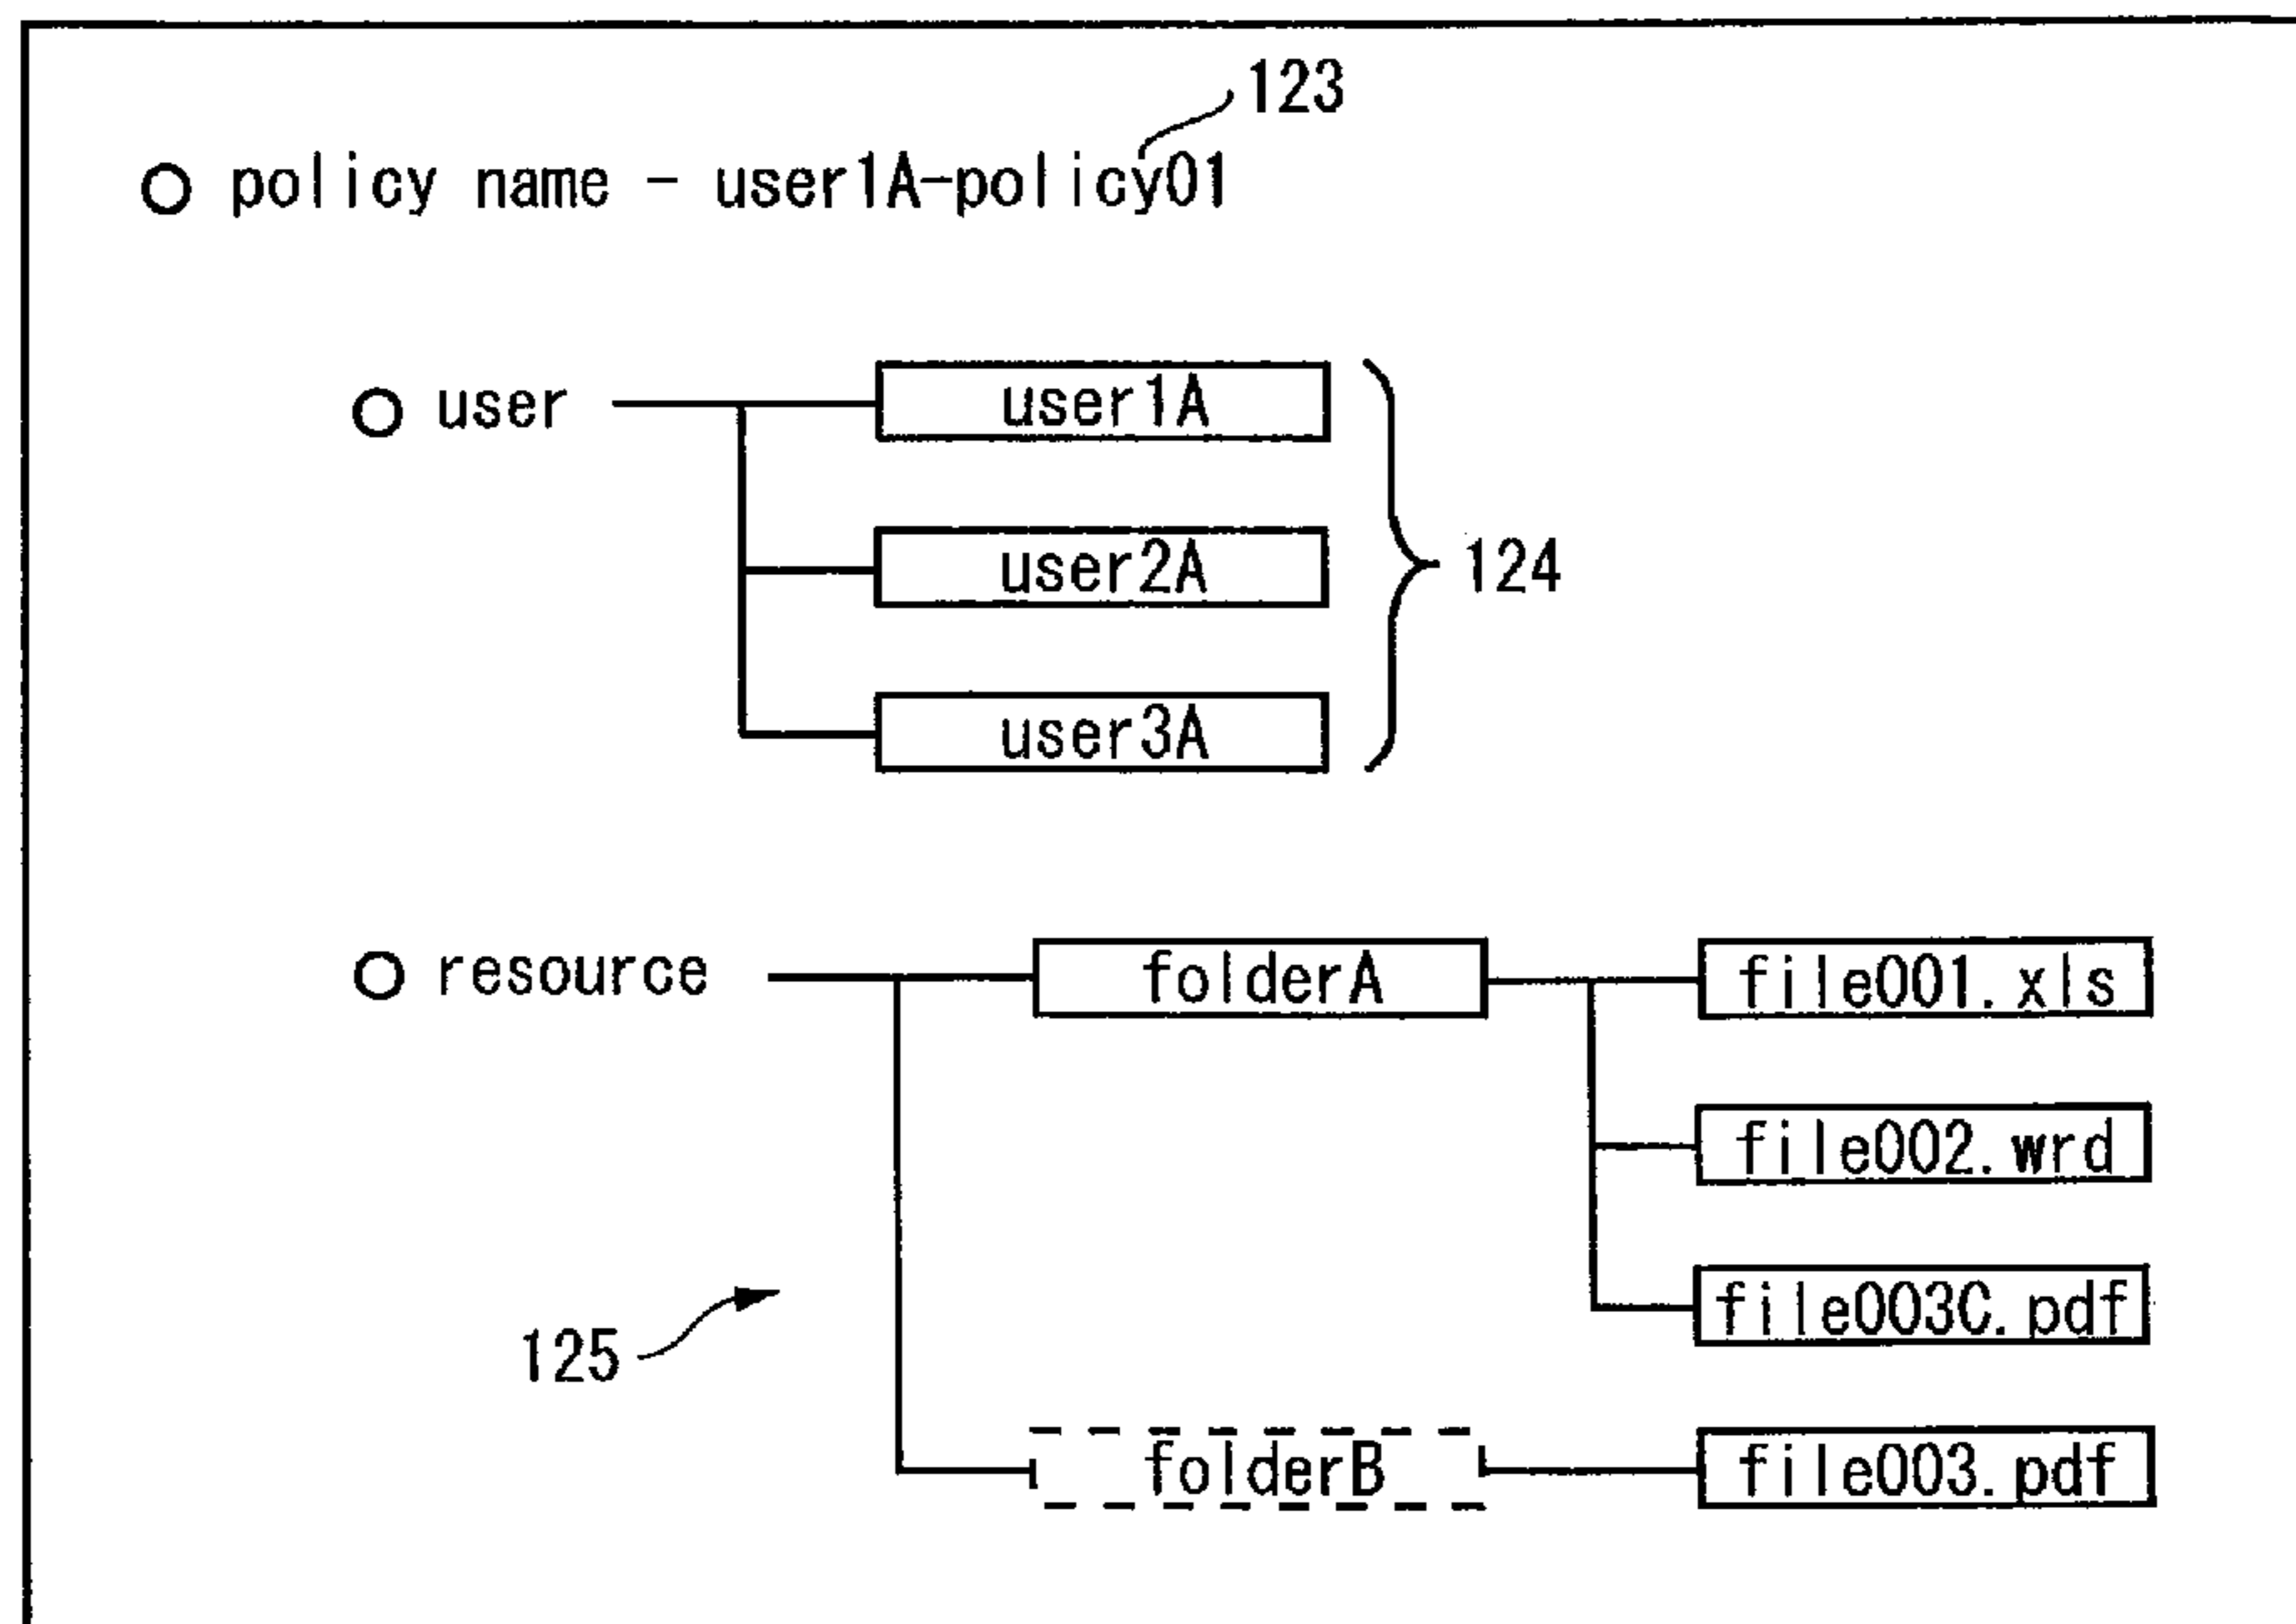 123
policy name - user1A-policy01
user user1A
user2A 124
user3A
resource folderA file001.xls
file002.wrd
file003C.pdf
125
folderB file003.pdf